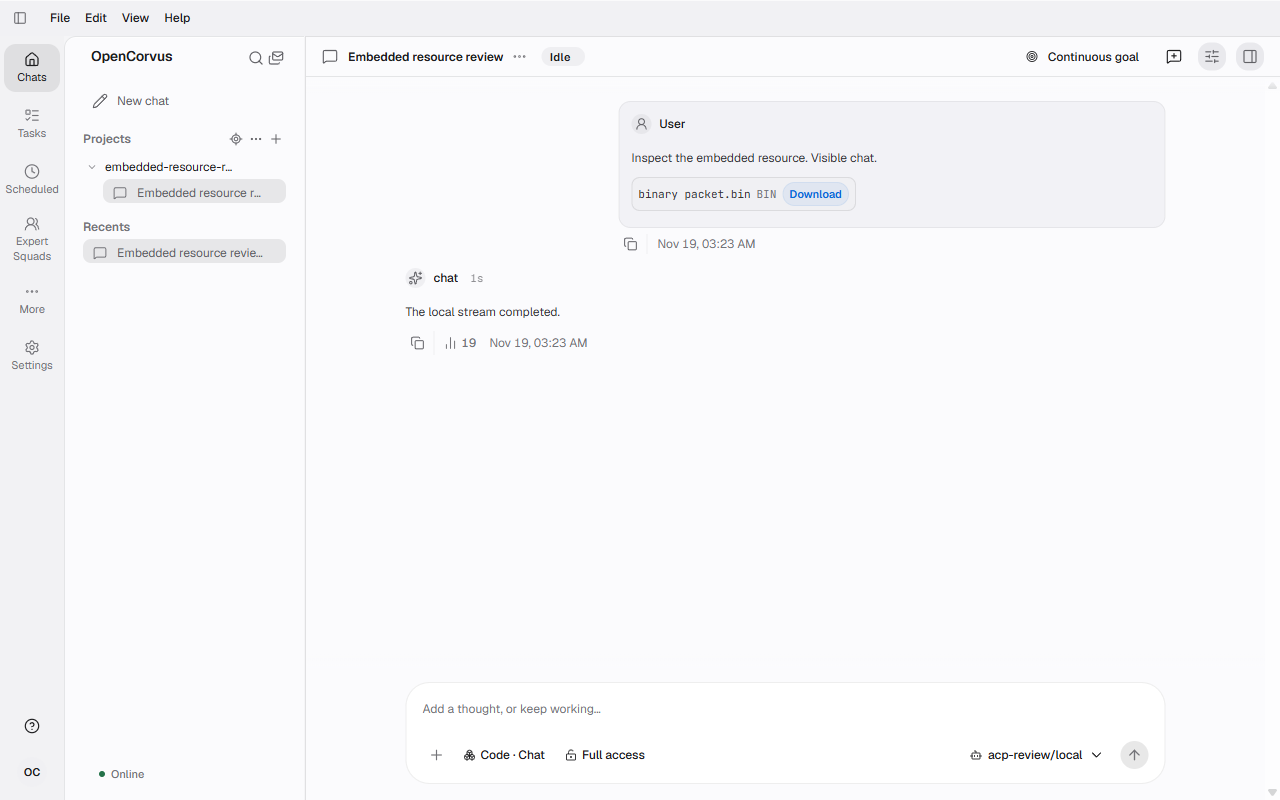 File Edit View Help
Chats
Tasks
Scheduled
Expert
Squads
More
Settings
OC
OpenCorvus
New chat
Projects
embedded-resource-r...
Embedded resource r...
Recents
Embedded resource revie...
Online
Embedded resource review Idle Continuous goal
User
Inspect the embedded resource. Visible chat.
binary packet.bin BIN Download
Nov 19, 03:23 AM
chat 1s
The local stream completed.
19 Nov 19, 03:23 AM
Add a thought, or keep working...
Code · Chat Full access acp-review/local